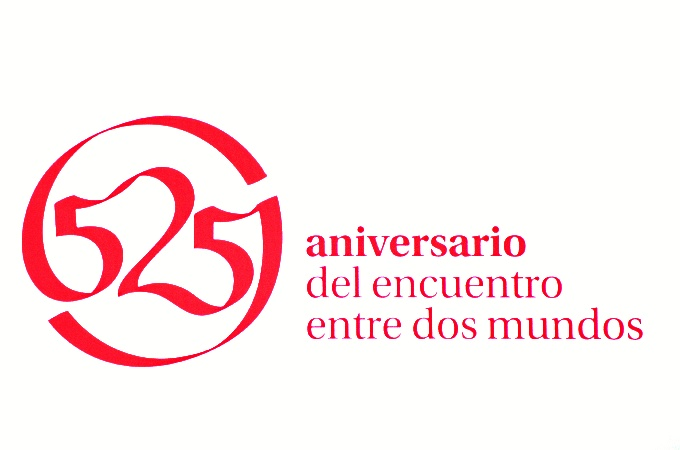 525
aniversario
del encuentro
entre dos mundos